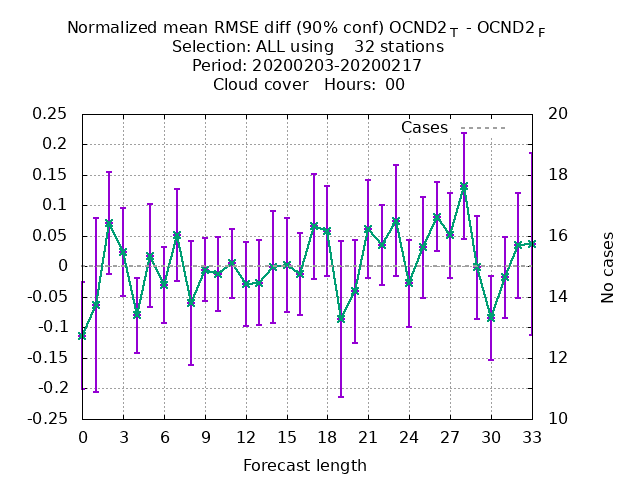 Normalized mean RMSE diff (90% conf) OCND2 T - OCND2 F
Selection: ALL using 32 stations
Period: 20200203-20200217
Cloud cover Hours: 00
Cases
0.25
0.2
0.15
0.1
0.05
0
-0.05
-0.1
-0.15
-0.2
-0.25
20
18
16
14
12
10
No cases
0 3 6 9 12 15 18 21 24 27 30 33
Forecast length